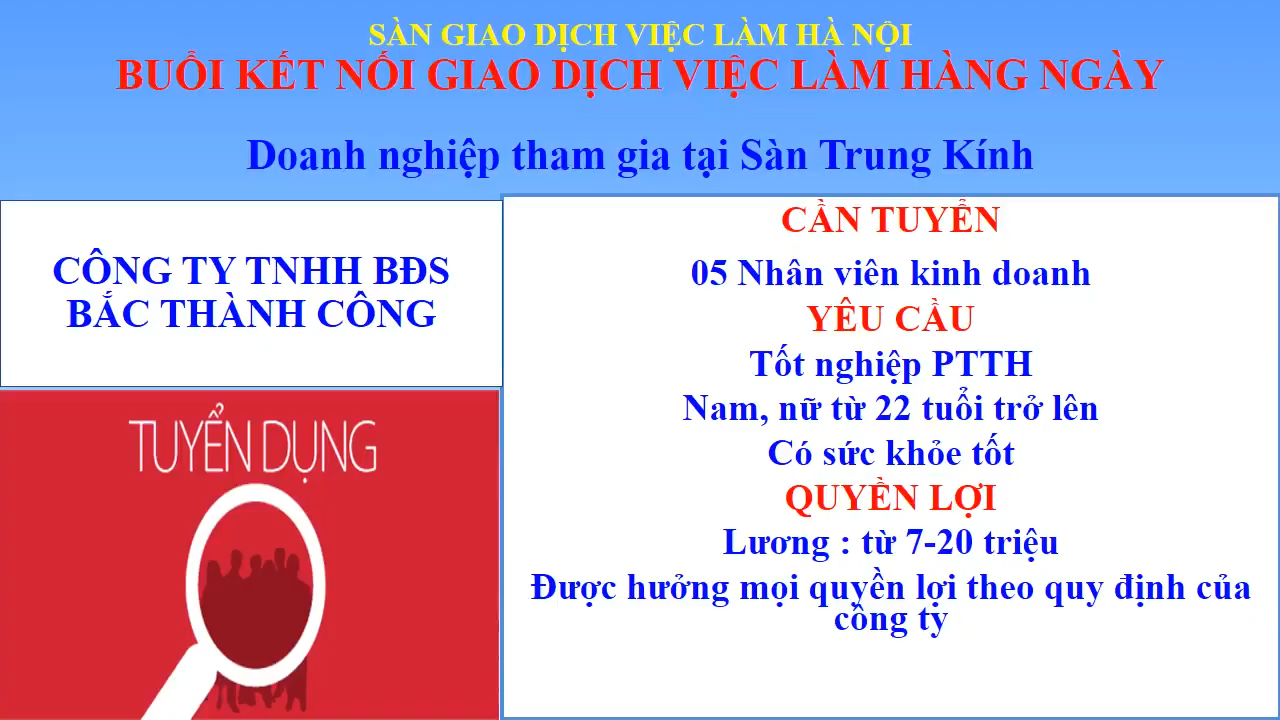 SÀN GIAO DỊCH VIỆC LÀM HÀ NỘI
BUỔI KẾT NỐI GIAO DỊCH VIỆC LÀM HÀNG NGÀY
Doanh nghiệp tham gia tại Sàn Trung Kính
CÔNG TY TNHH BĐS
BẮC THÀNH CÔNG
TUYỂN DỤNG
CẦN TUYỂN
05 Nhân viên kinh doanh
YÊU CẦU
Tốt nghiệp PTTH
Nam, nữ từ 22 tuổi trở lên
Có sức khỏe tốt
QUYỀN LỢI
Lương : từ 7-20 triệu
Được hưởng mọi quyền lợi theo quy định của
công ty